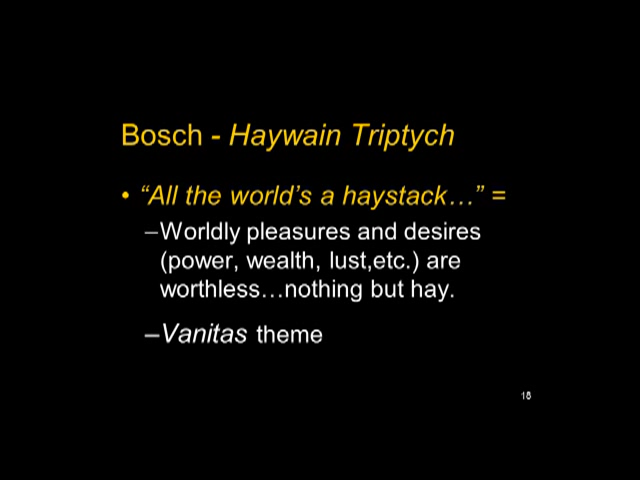 Bosch - Haywain Triptych
• “All the world’s a haystack…” =
–Worldly pleasures and desires
(power, wealth, lust,etc.) are
worthless…nothing but hay.
–Vanitas theme
18